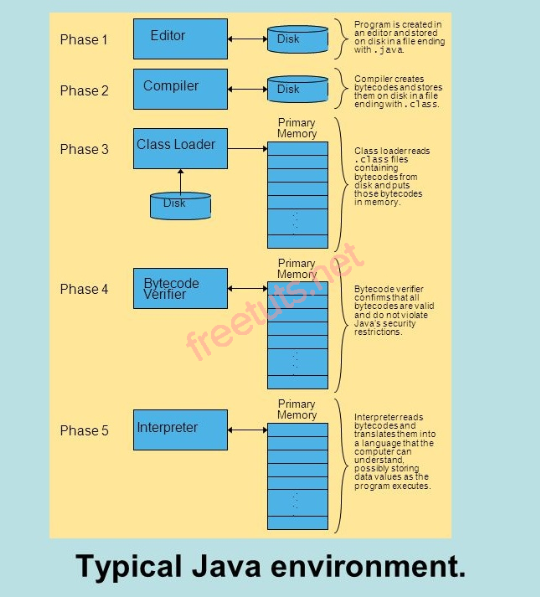 Phase 1
Editor
Disk
Program is created in
an editor and stored
on disk in a file ending
with .java.
Phase 2
Compiler
Disk
Compiler creates
bytecodes and stores
them on disk in a file
ending with .class.
Phase 3
Class Loader
Disk
Primary
Memory
Class loader reads
.class files
containing
bytecodes from
disk and puts
those bytecodes
in memory.
Phase 4
Bytecode
Verifier
Primary
Memory
Bytecode verifier
confirms that all
bytecodes are valid
and do not violate
Java's security
restrictions.
Phase 5
Interpreter
Primary
Memory
Interpreter reads
bytecodes and
translates them into
a language that the
computer can
understand,
possibly storing
data values as the
program executes.
freetuts.net
Typical Java environment.